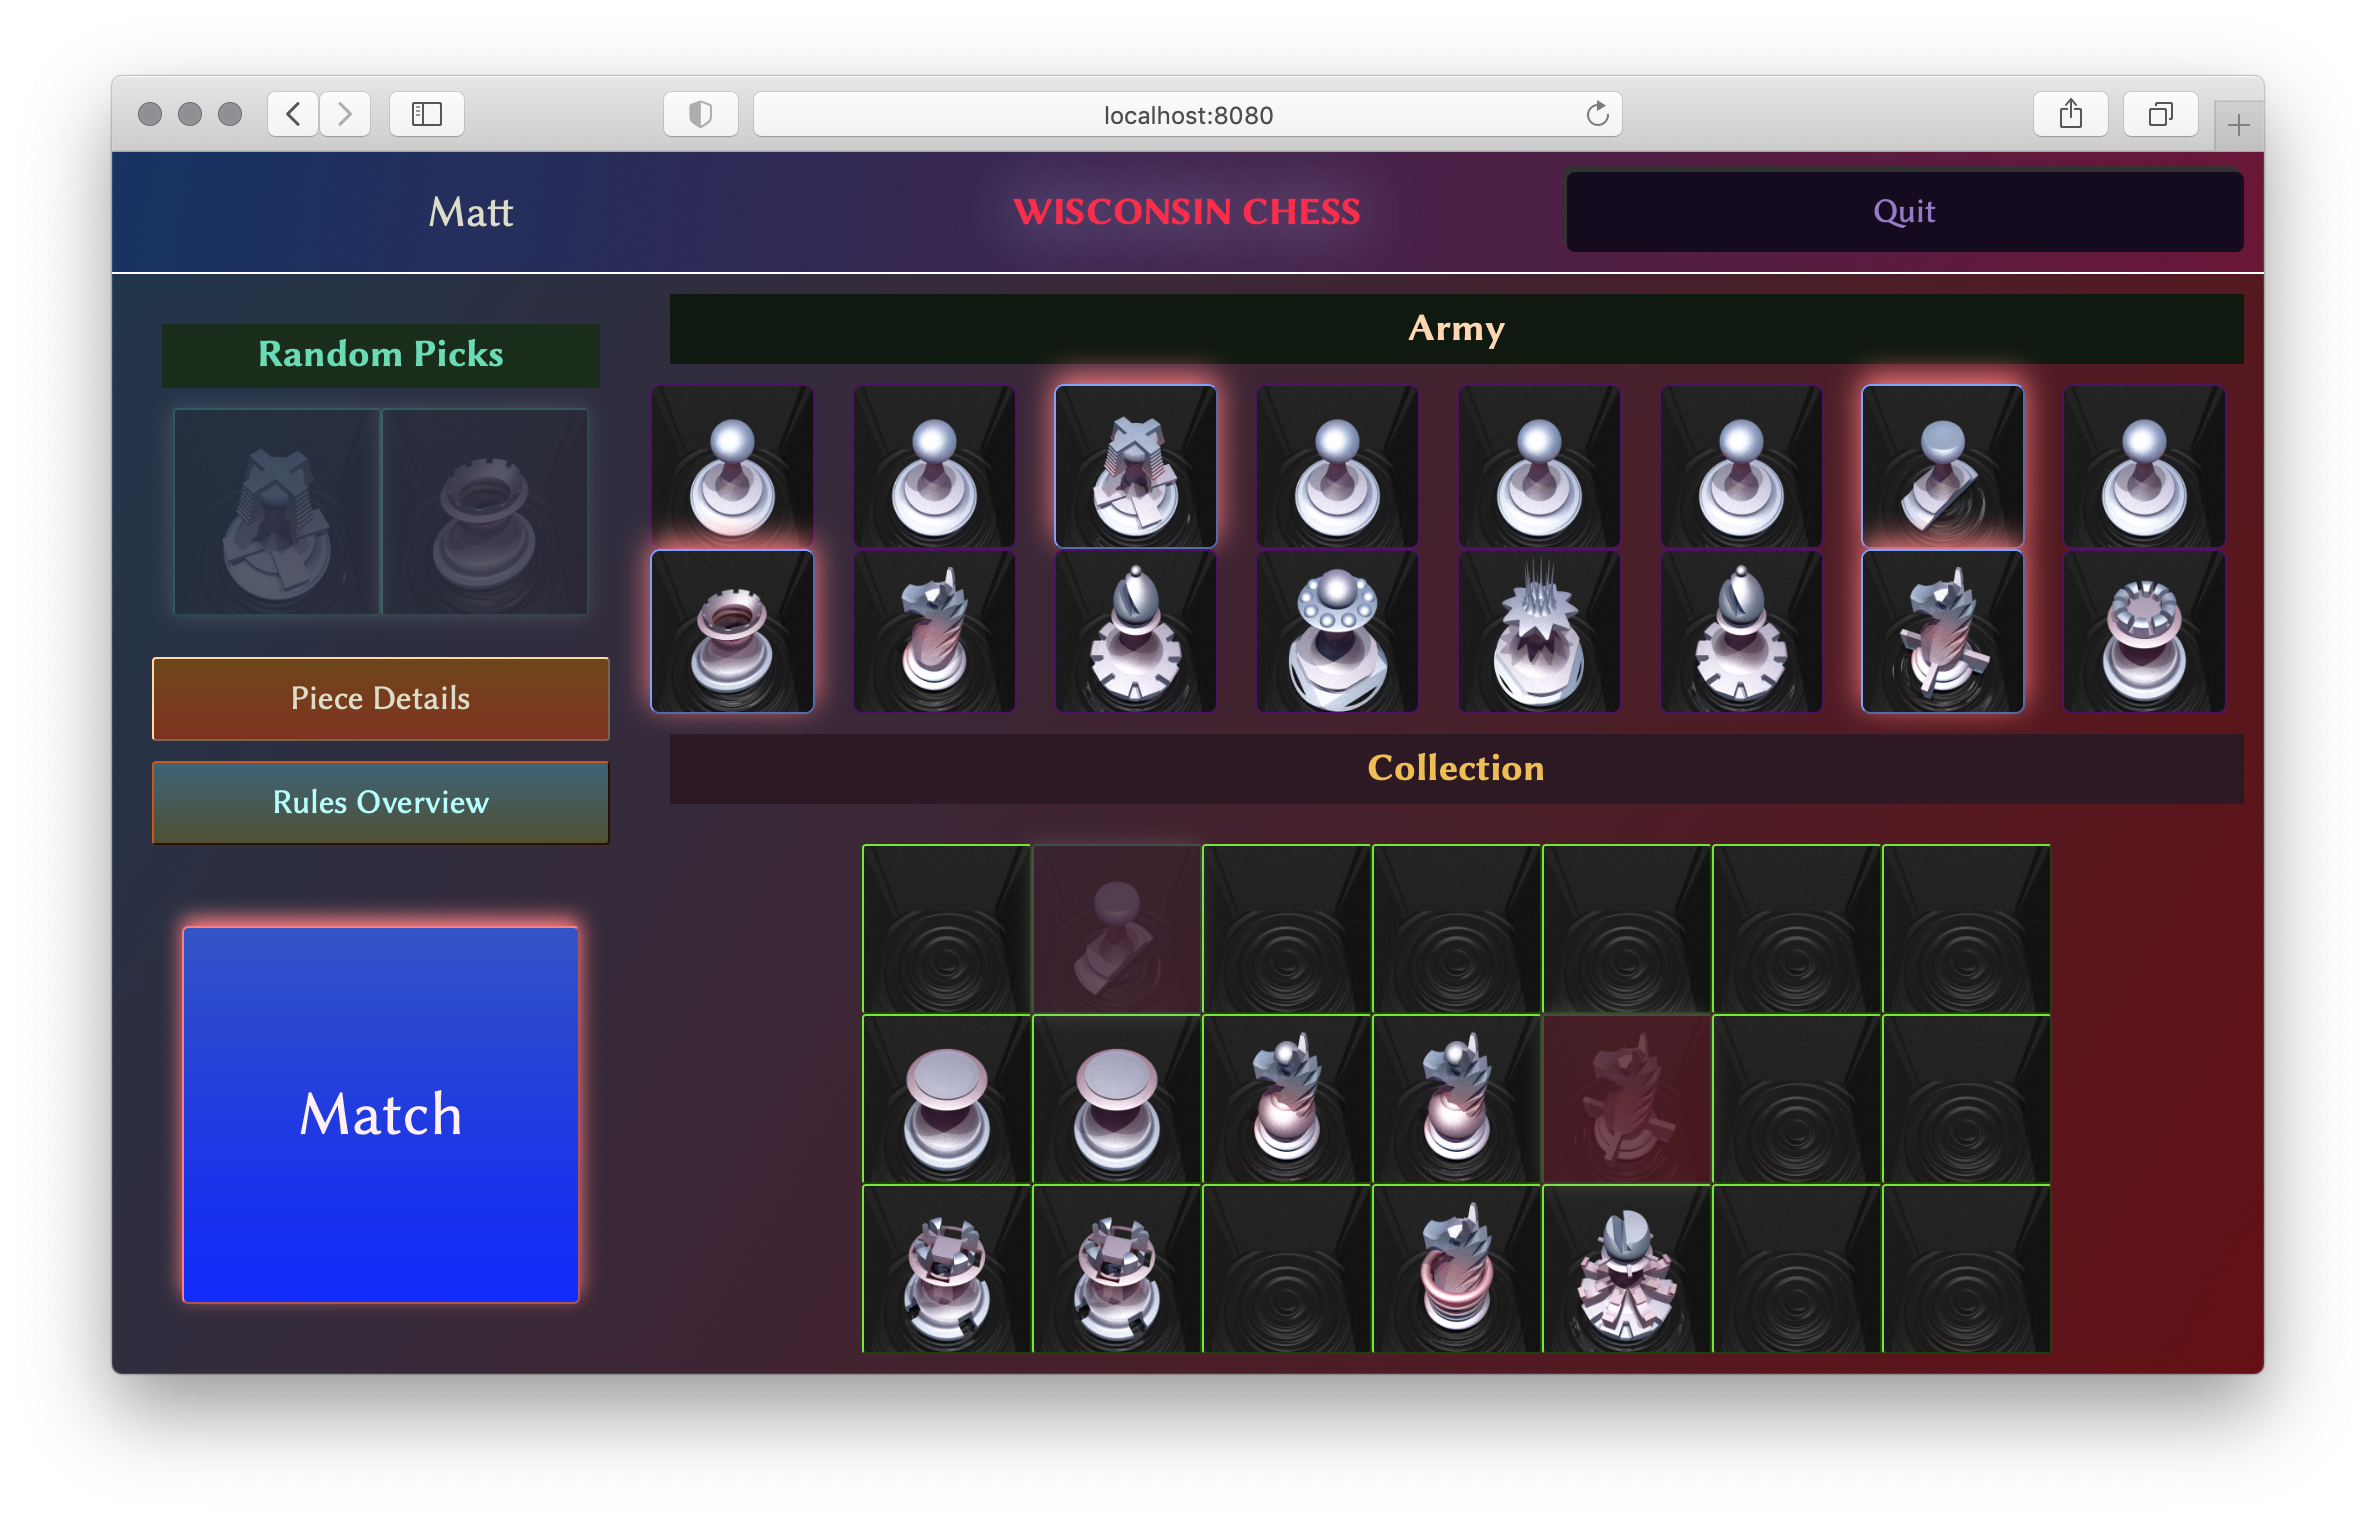 localhost:8080
Matt
WISCONSIN CHESS
Quit
Random Picks
Army
Piece Details
Rules Overview
Collection
Match